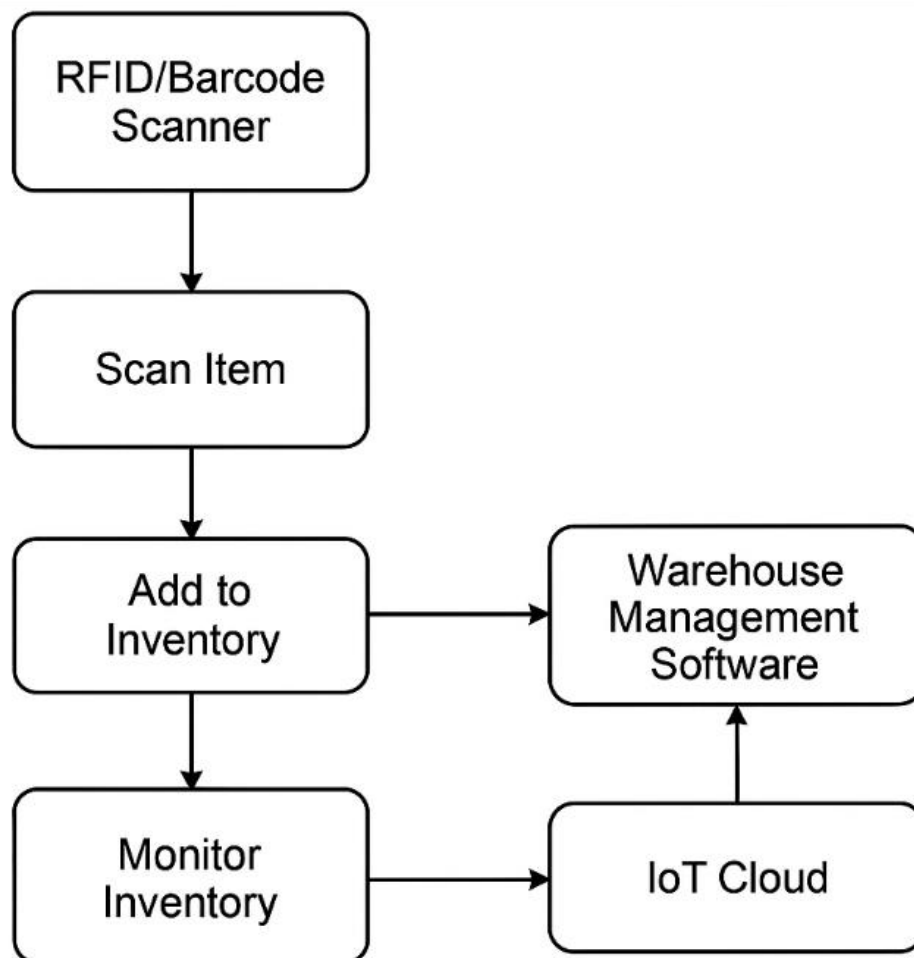 RFID/Barcode
Scanner
Scan Item
Add to
Inventory
Warehouse
Management
Software
Monitor
Inventory
IoT Cloud